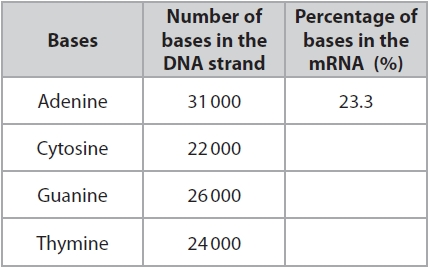 Bases
Number of
bases in the
DNA strand
Percentage of
bases in the
mRNA (%)
Adenine 31 000 23.3
Cytosine 22 000
Guanine 26 000
Thymine 24 000